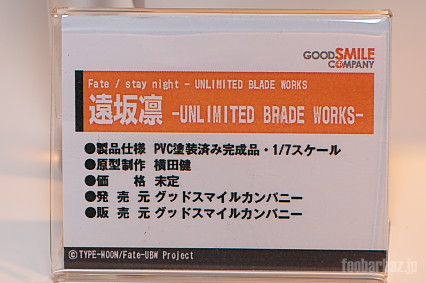 GOODSMILE
COMPANY
Fate / stay night - UNLIMITED BLADE WORKS
遠坂凛 -UNLIMITED BRADE WORKS-
●製品仕様 PVC塗装済み完成品・1/7スケール
●原型制作 横田健
●価　　格 未定
●発　売　元 グッドスマイルカンパニー
●販　売　元 グッドスマイルカンパニー
©TYPE-MOON/Fate-UBW Project
foobarbaz.jp